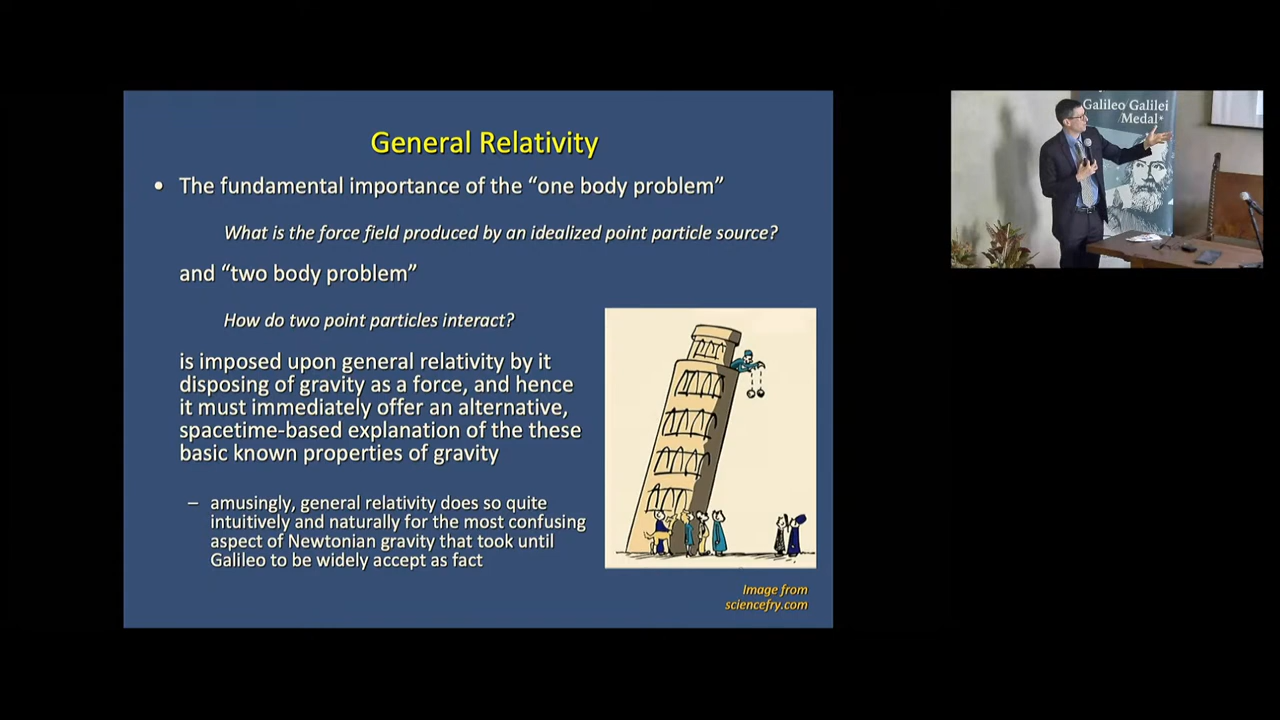 General Relativity
• The fundamental importance of the “one body problem”
What is the force field produced by an idealized point particle source?
and “two body problem”
How do two point particles interact?
is imposed upon general relativity by it
disposing of gravity as a force, and hence
it must immediately offer an alternative,
spacetime-based explanation of the these
basic known properties of gravity
– amusingly, general relativity does so quite
intuitively and naturally for the most confusing
aspect of Newtonian gravity that took until
Galileo to be widely accept as fact
Image from
sciencefry.com
Galileo Galilei
Medal